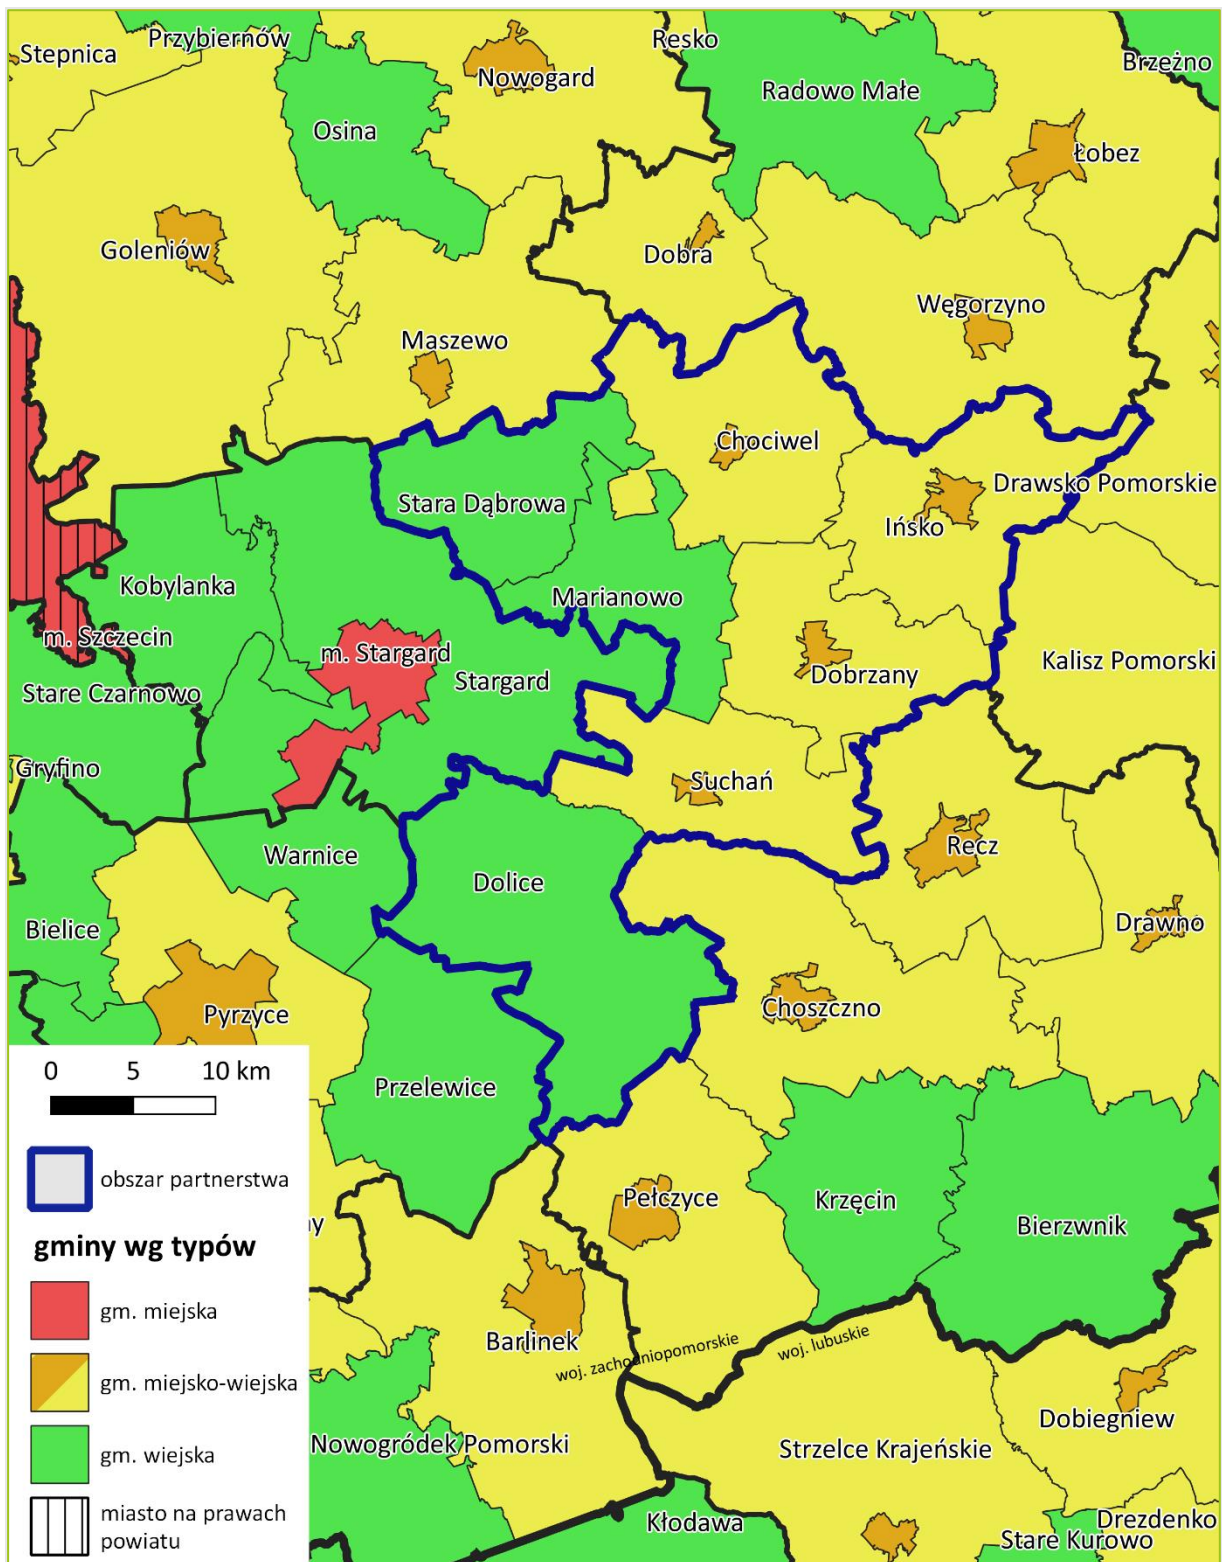 Przybiernów
Resko
Stepnica
Nowogard
Brzeżno
Radowo Małe
Osina
Łobez
Goleniów
Dobra
Węgorzyno
Maszewo
Chociwel
Drawsko Pomorskie
Stara Dąbrowa
Ińsko
Kobylanka
Marianowo
m. Szczecin
m. Stargard
Kalisz Pomorski
Dobrzany
Stargard
Stare Czarnowo
Gryfino
Suchań
Recz
Warnice
Dolice
Drawno
Bielice
Choszczno
Pyrzyce
Przelewice
0 5 10 km
obszar partnerstwa
gminy wg typów
gm. miejska
gm. miejsko-wiejska
gm. wiejska
miasto na prawach
powiatu
Pełczyce
Krzęcin
Bierzwnik
ny
Barlinek
woj. zachodniopomorskie
woj. lubuskie
Dobiegniew
Nowogródek Pomorski
Strzelce Krajeńskie
Kłodawa
Drezdenko
Stare Kurowo